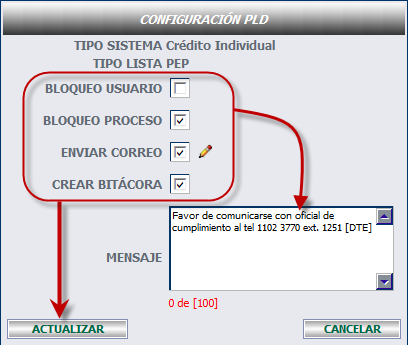 CONFIGURACIÓN PLD
TIPO SISTEMA Crédito Individual
TIPO LISTA PEP
BLOQUEO USUARIO
BLOQUEO PROCESO
ENVIAR CORREO
CREAR BITÁCORA
MENSAJE
Favor de comunicarse con oficial de
cumplimiento al tel 1102 3770 ext. 1251 [DTE]
0 de [100]
ACTUALIZAR
CANCELAR